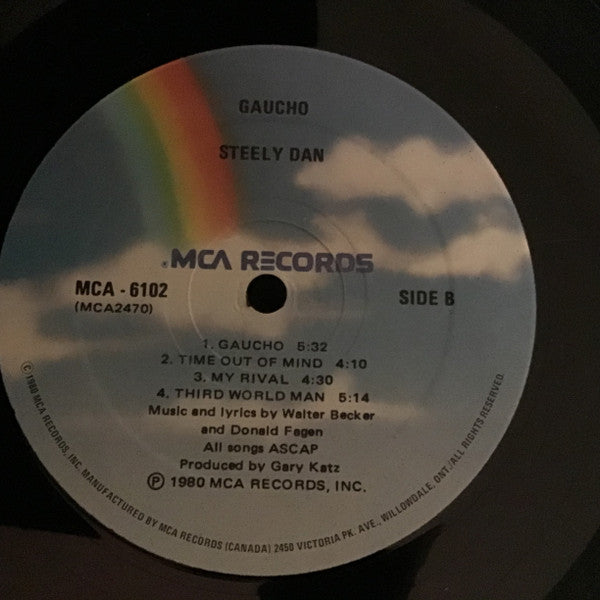 GAUCHO
STEELY DAN
®MCA RECORDS
MCA - 6102
(MCA2470)
SIDE B
1. GAUCHO 5:32
2. TIME OUT OF MIND 4:10
3. MY RIVAL 4:30
4. THIRD WORLD MAN 5:14
Music and lyrics by Walter Becker
and Donald Fagen
All songs ASCAP
Produced by Gary Katz
℗ 1980 MCA RECORDS, INC.
© 1980 MCA RECORDS, INC. MANUFACTURED BY MCA RECORDS (CANADA) 2450 VICTORIA PK. AVE., WILLOWDALE, ONT./ALL RIGHTS RESERVED.